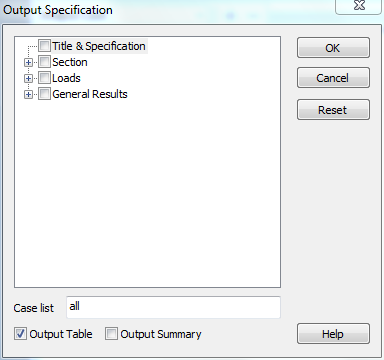 Output Specification
Title & Specification
OK
Section
Loads
Cancel
General Results
Reset
Case list all
Output Table Output Summary Help